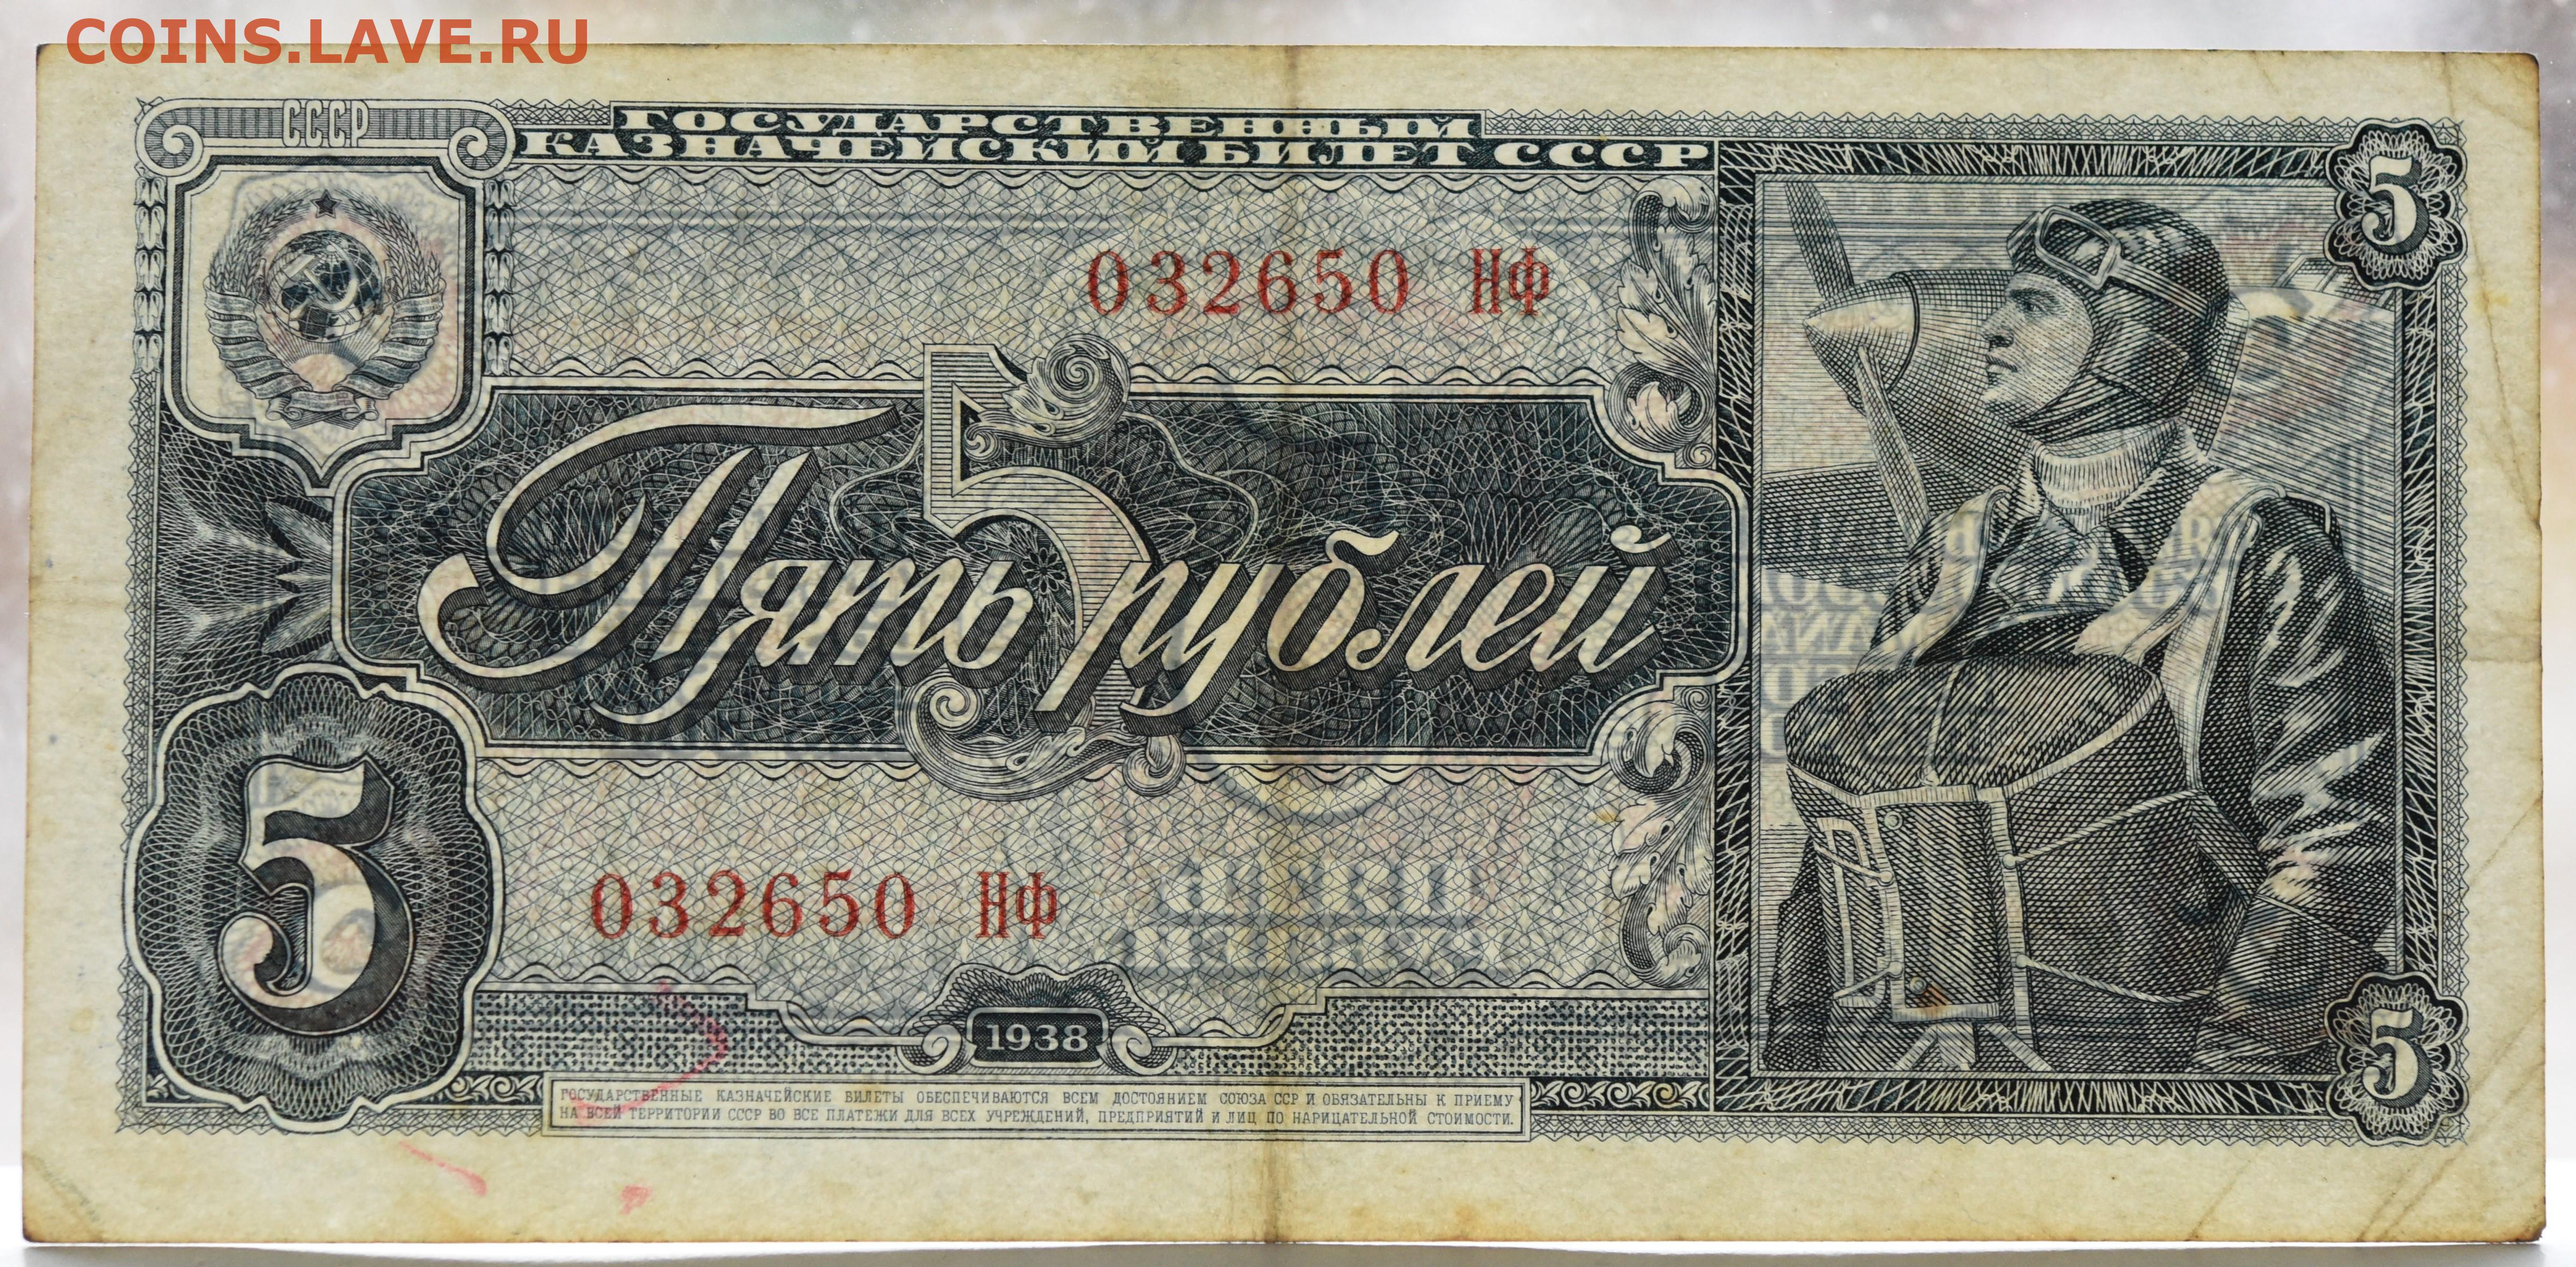 COINS.LAVE.RU
СССР
ГОСУДАРСТВЕННЫЙ
КАЗНАЧЕЙСКИЙ БИЛЕТ СССР
5
032650 НФ
5
Пять рублей
5
032650 НФ
1938
5
ГОСУДАРСТВЕННЫЕ КАЗНАЧЕЙСКИЕ БИЛЕТЫ ОБЕСПЕЧИВАЮТСЯ ВСЕМ ДОСТОЯНИЕМ СОЮЗА ССР И ОБЯЗАТЕЛЬНЫ К ПРИЕМУ
НА ВСЕЙ ТЕРРИТОРИИ СССР ВО ВСЕ ПЛАТЕЖИ ДЛЯ ВСЕХ УЧРЕЖДЕНИЙ, ПРЕДПРИЯТИЙ И ЛИЦ ПО НАРИЦАТЕЛЬНОЙ СТОИМОСТИ.